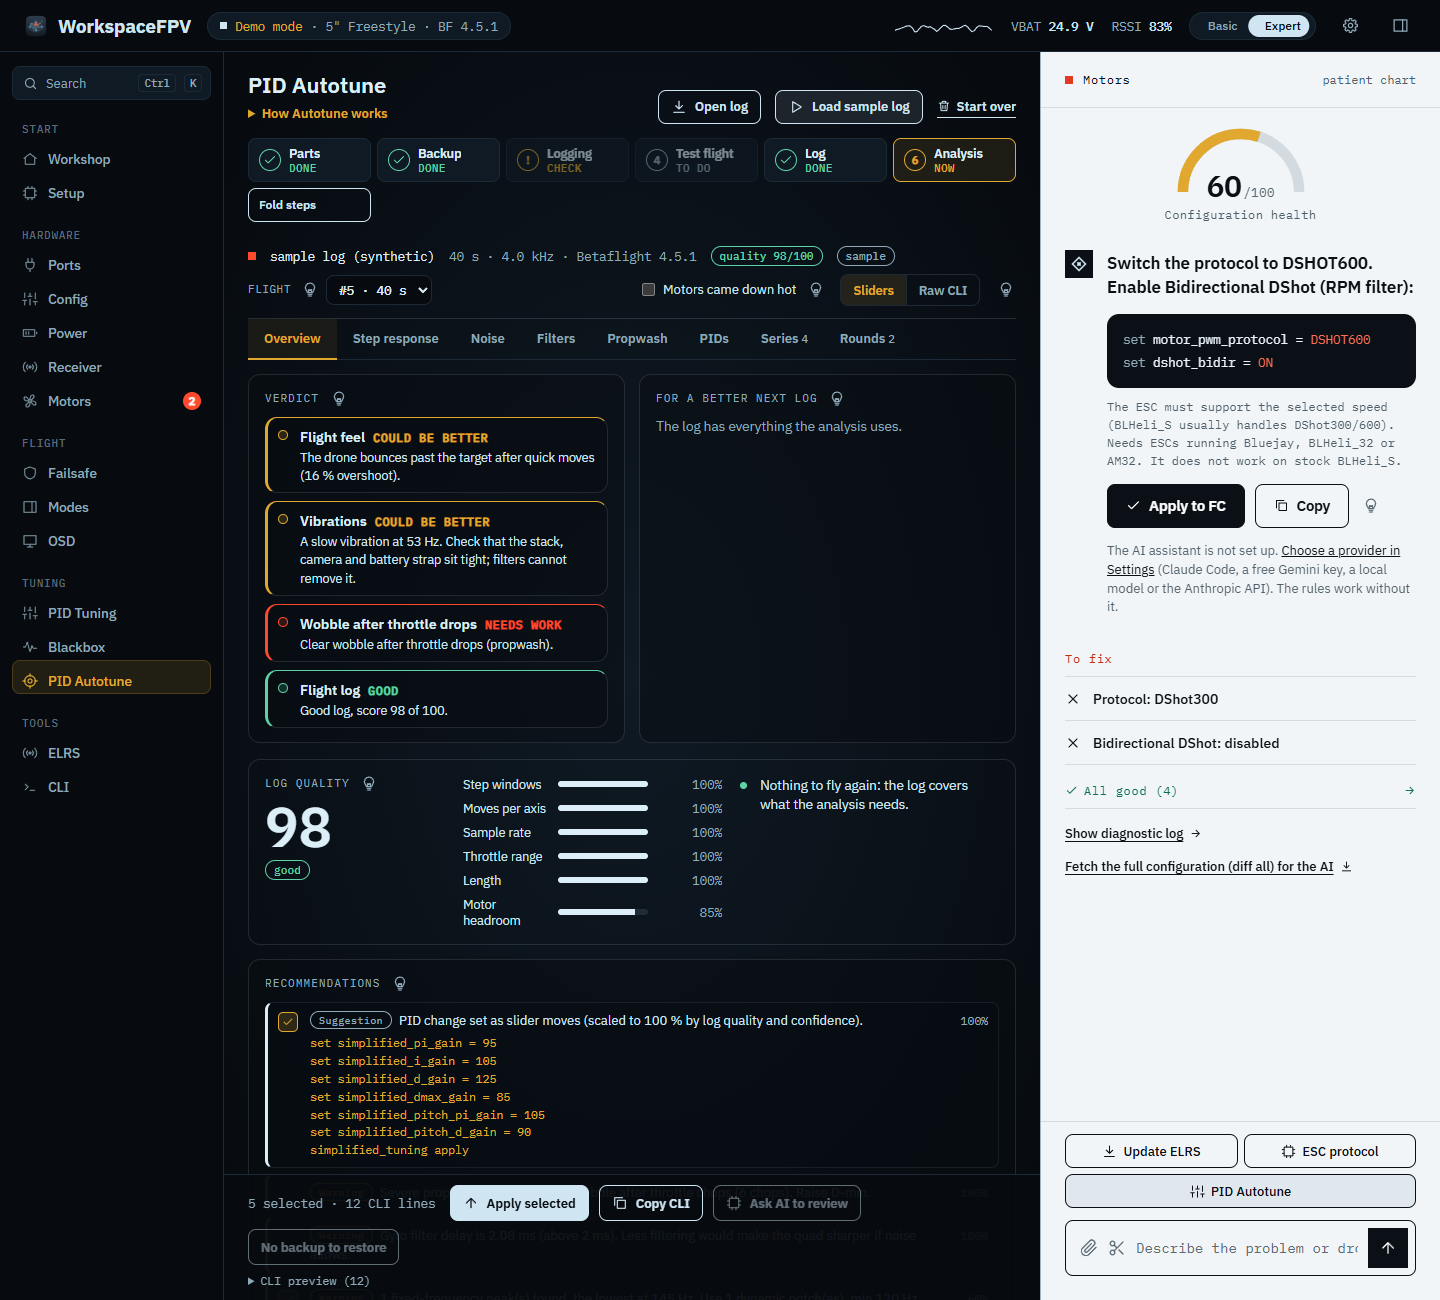 WorkspaceFPV
Demo mode · 5" Freestyle · BF 4.5.1
VBAT 24.9 V
RSSI 83%
Basic
Expert
Search
Ctrl
K
START
Workshop
Setup
HARDWARE
Ports
Config
Power
Receiver
Motors
2
FLIGHT
Failsafe
Modes
OSD
TUNING
PID Tuning
Blackbox
PID Autotune
TOOLS
ELRS
CLI
PID Autotune
How Autotune works
Open log
Load sample log
Start over
Parts
DONE
Backup
DONE
!
Logging
CHECK
4
Test flight
TO DO
Log
DONE
6
Analysis
NOW
Fold steps
sample log (synthetic) 40 s · 4.0 kHz · Betaflight 4.5.1 quality 98/100 sample
FLIGHT
#5 · 40 s
Motors came down hot
Sliders
Raw CLI
Overview
Step response
Noise
Filters
Propwash
PIDs
Series 4
Rounds 2
VERDICT
Flight feel COULD BE BETTER
The drone bounces past the target after quick moves
(16 % overshoot).
Vibrations COULD BE BETTER
A slow vibration at 53 Hz. Check that the stack,
camera and battery strap sit tight; filters cannot
remove it.
Wobble after throttle drops NEEDS WORK
Clear wobble after throttle drops (propwash).
Flight log GOOD
Good log, score 98 of 100.
FOR A BETTER NEXT LOG
The log has everything the analysis uses.
LOG QUALITY
98
good
Step windows 100%
Moves per axis 100%
Sample rate 100%
Throttle range 100%
Length 100%
Motor
headroom 85%
Nothing to fly again: the log covers
what the analysis needs.
RECOMMENDATIONS
Suggestion PID change set as slider moves (scaled to 100 % by log quality and confidence). 100%
set simplified_pi_gain = 95
set simplified_i_gain = 105
set simplified_d_gain = 125
set simplified_dmax_gain = 85
set simplified_pitch_pi_gain = 105
set simplified_pitch_d_gain = 90
simplified_tuning apply
5 selected · 12 CLI lines
Apply selected
Copy CLI
Ask AI to review
filter delay is 2.08 ms (above 2 ms). Less filtering would make the quad sharper if noise
No backup to restore
CLI preview (12)
Motors
patient chart
60/100
Configuration health
Switch the protocol to DSHOT600.
Enable Bidirectional DShot (RPM filter):
set motor_pwm_protocol = DSHOT600
set dshot_bidir = ON
The ESC must support the selected speed
(BLHeli_S usually handles DShot300/600).
Needs ESCs running Bluejay, BLHeli_32 or
AM32. It does not work on stock BLHeli_S.
Apply to FC
Copy
The AI assistant is not set up. Choose a provider in
Settings (Claude Code, a free Gemini key, a local
model or the Anthropic API). The rules work without
it.
To fix
Protocol: DShot300
Bidirectional DShot: disabled
All good (4)
Show diagnostic log
Fetch the full configuration (diff all) for the AI
Update ELRS
ESC protocol
PID Autotune
Describe the problem or dro